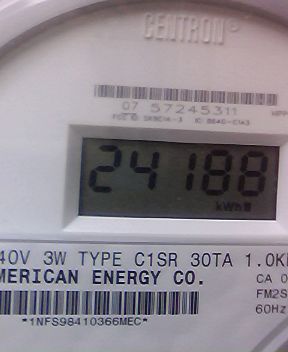 CENTRON®
07 57245311
24188
kWh
40V 3W TYPE C1SR 30TA 1.0K
MERICAN ENERGY CO.
CA 0
FM2S
60Hz
*1NFS98410366MEC*